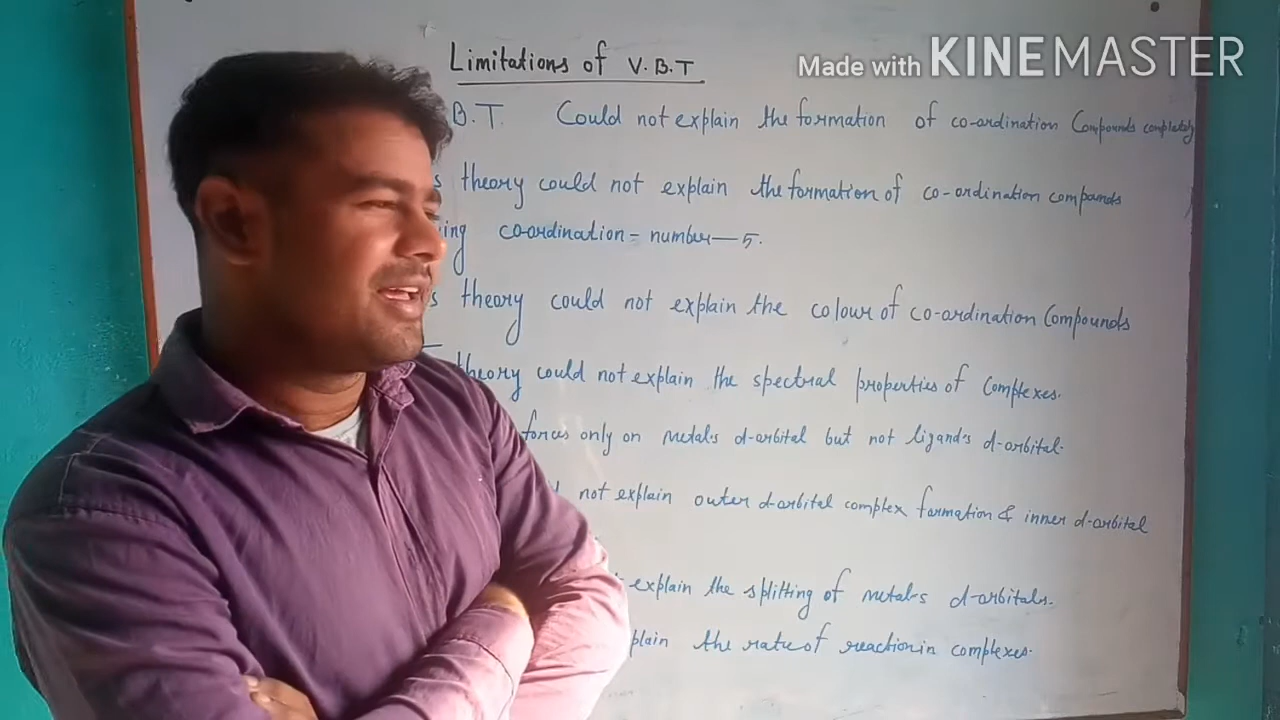 Made with KINEMASTER
Limitations of V.B.T
B.T. Could not explain the formation of co-ordination Compounds completely
s theory could not explain the formation of co-ordination compounds
ing coordination = number — 5.
s theory could not explain the colour of co-ordination Compounds
theory could not explain the spectral properties of Complexes.
forces only on metals d-orbital but not ligands d-orbital.
not explain outer d-orbital complex formation & inner d-orbital
explain the splitting of metals d-orbitals.
plain the rate of reaction in complexes.